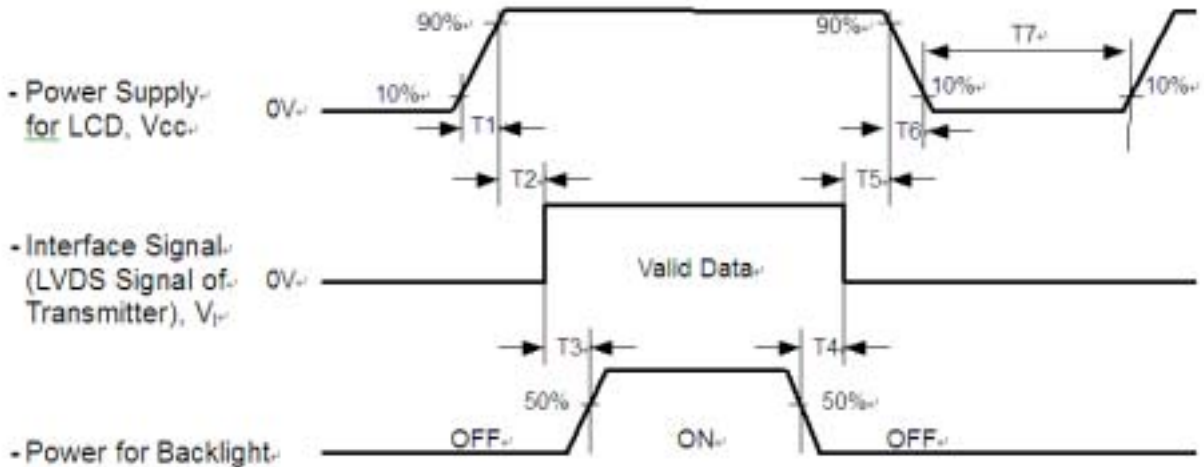 90%
90%
T7
- Power Supply
for LCD, Vcc
0V
10%
10%
10%
T1
T6
T2
T5
- Interface Signal
(LVDS Signal of
Transmitter), VI
0V
Valid Data
T3
T4
50%
50%
- Power for Backlight
OFF
ON
OFF